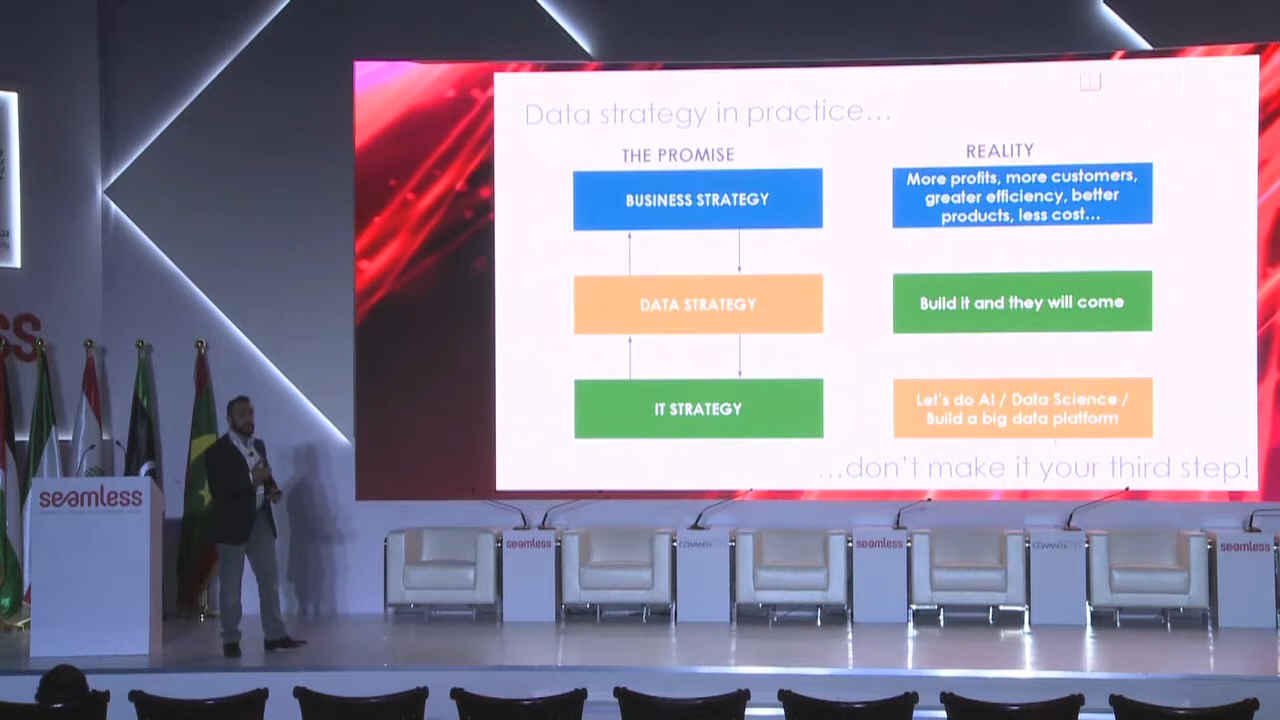 Data strategy in practice...
THE PROMISE
REALITY
BUSINESS STRATEGY
More profits, more customers,
greater efficiency, better
products, less cost...
DATA STRATEGY
Build it and they will come
IT STRATEGY
Let's do AI / Data Science /
Build a big data platform
...don't make it your third step!
ss
seamless
seamless
seamless
seamless